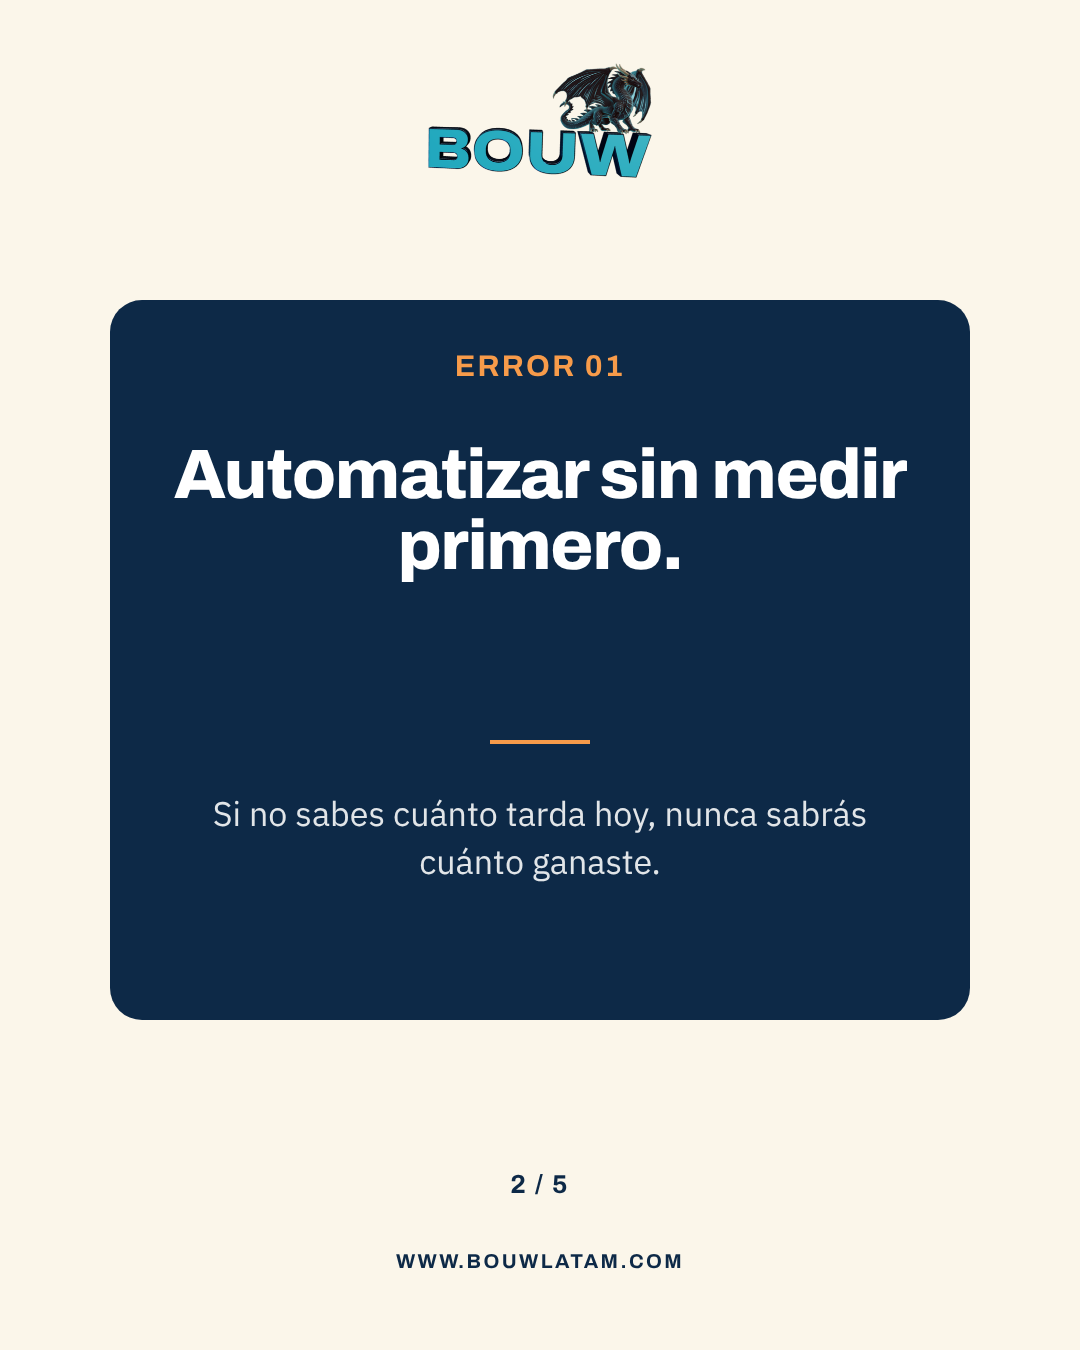 BOUW
ERROR 01
Automatizar sin medir
primero.
Si no sabes cuánto tarda hoy, nunca sabrás
cuánto ganaste.
2 / 5
WWW.BOUWLATAM.COM